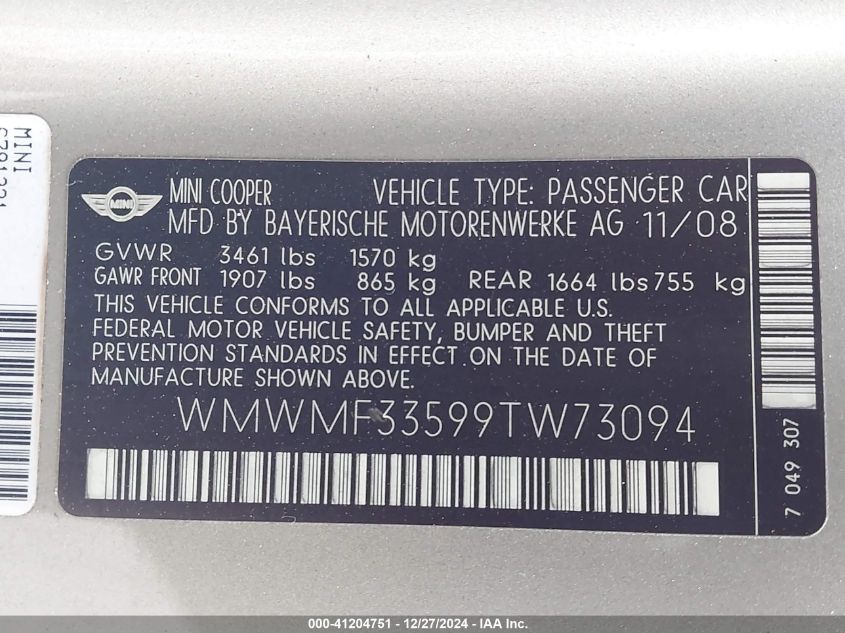 MINI
MINI COOPER VEHICLE TYPE: PASSENGER CAR
MFD BY BAYERISCHE MOTORENWERKE AG 11/08
GVWR 3461 lbs 1570 kg
GAWR FRONT 1907 lbs 865 kg REAR 1664 lbs 755 kg
THIS VEHICLE CONFORMS TO ALL APPLICABLE U.S.
FEDERAL MOTOR VEHICLE SAFETY, BUMPER AND THEFT
PREVENTION STANDARDS IN EFFECT ON THE DATE OF
MANUFACTURE SHOWN ABOVE.
WMWMF33599TW73094
7 049 307
MINI
000-41204751 - 12/27/2024 - IAAI.com